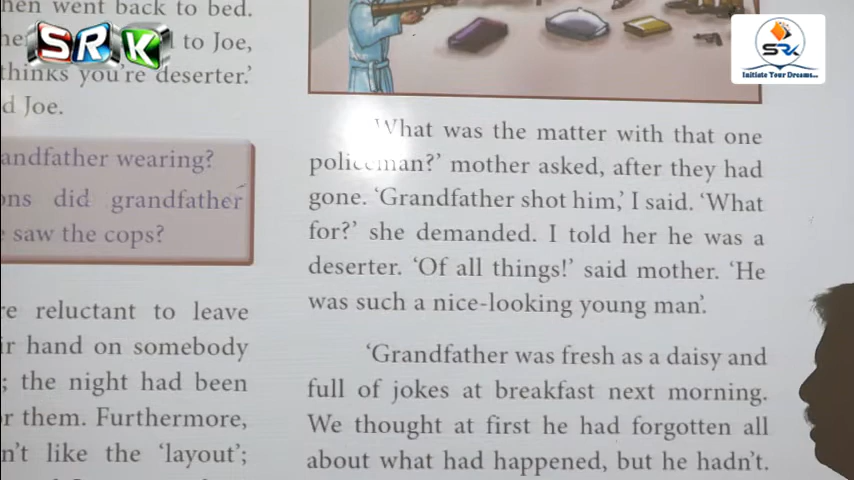 hen went back to bed.
to Joe,
thinks you're deserter.'
d Joe.
SRK
andfather wearing?
ons did grandfather
saw the cops?
re reluctant to leave
ir hand on somebody
; the night had been
r them. Furthermore,
n't like the 'layout';
SRK
Initiate Your Dreams...
What was the matter with that one
policeman?' mother asked, after they had
gone. 'Grandfather shot him,' I said. 'What
for?' she demanded. I told her he was a
deserter. 'Of all things!' said mother. 'He
was such a nice-looking young man'.
'Grandfather was fresh as a daisy and
full of jokes at breakfast next morning.
We thought at first he had forgotten all
about what had happened, but he hadn't.